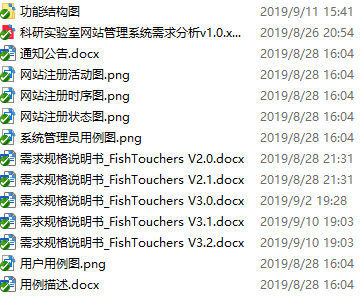 功能结构图 2019/9/11 15:41
科研实验室网站管理系统需求分析v1.0.x... 2019/8/26 20:54
通知公告.docx 2019/8/28 16:04
网站注册活动图.png 2019/8/28 16:04
网站注册时序图.png 2019/8/28 16:04
网站注册状态图.png 2019/8/28 16:04
系统管理员用例图.png 2019/8/28 16:04
需求规格说明书_FishTouchers V2.0.docx 2019/8/28 21:31
需求规格说明书_FishTouchers V2.1.docx 2019/8/28 21:31
需求规格说明书_FishTouchers V3.0.docx 2019/9/2 19:28
需求规格说明书_FishTouchers V3.1.docx 2019/9/10 19:03
需求规格说明书_FishTouchers V3.2.docx 2019/9/10 19:03
用户用例图.png 2019/8/28 16:04
用例描述.docx 2019/8/28 16:04